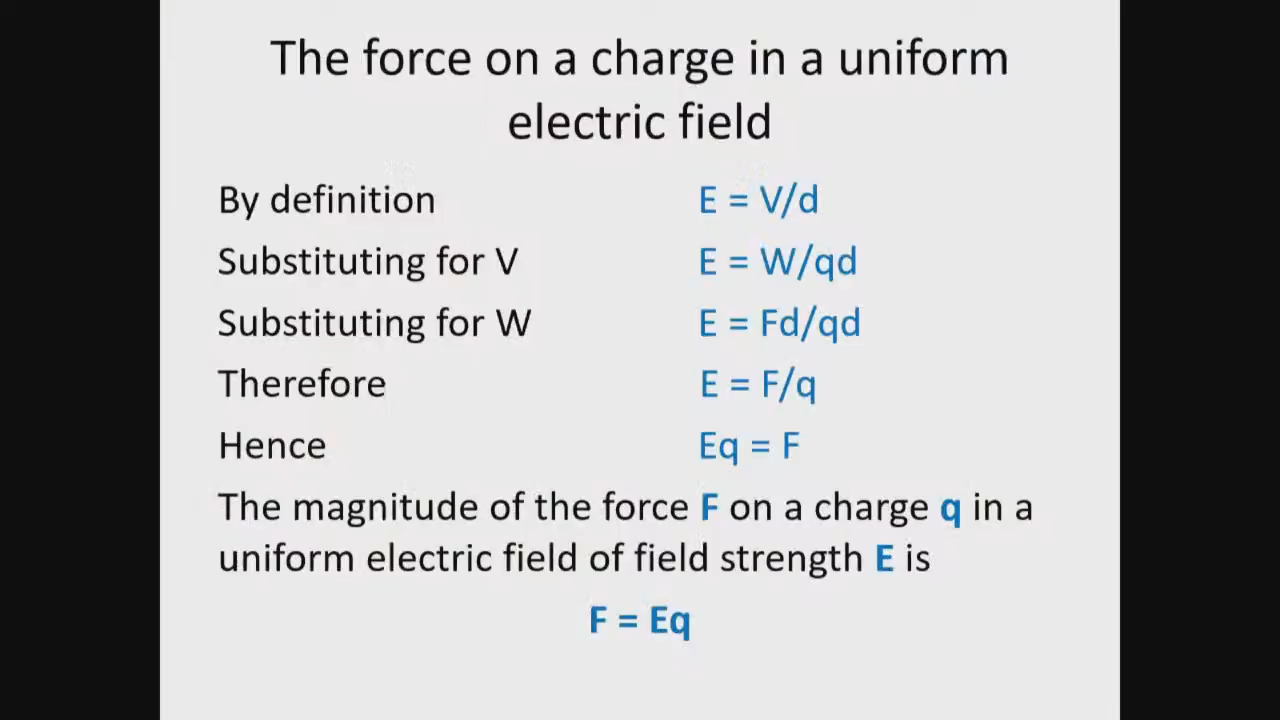 The force on a charge in a uniform
electric field
By definition E = V/d
Substituting for V E = W/qd
Substituting for W E = Fd/qd
Therefore E = F/q
Hence Eq = F
The magnitude of the force F on a charge q in a
uniform electric field of field strength E is
F = Eq